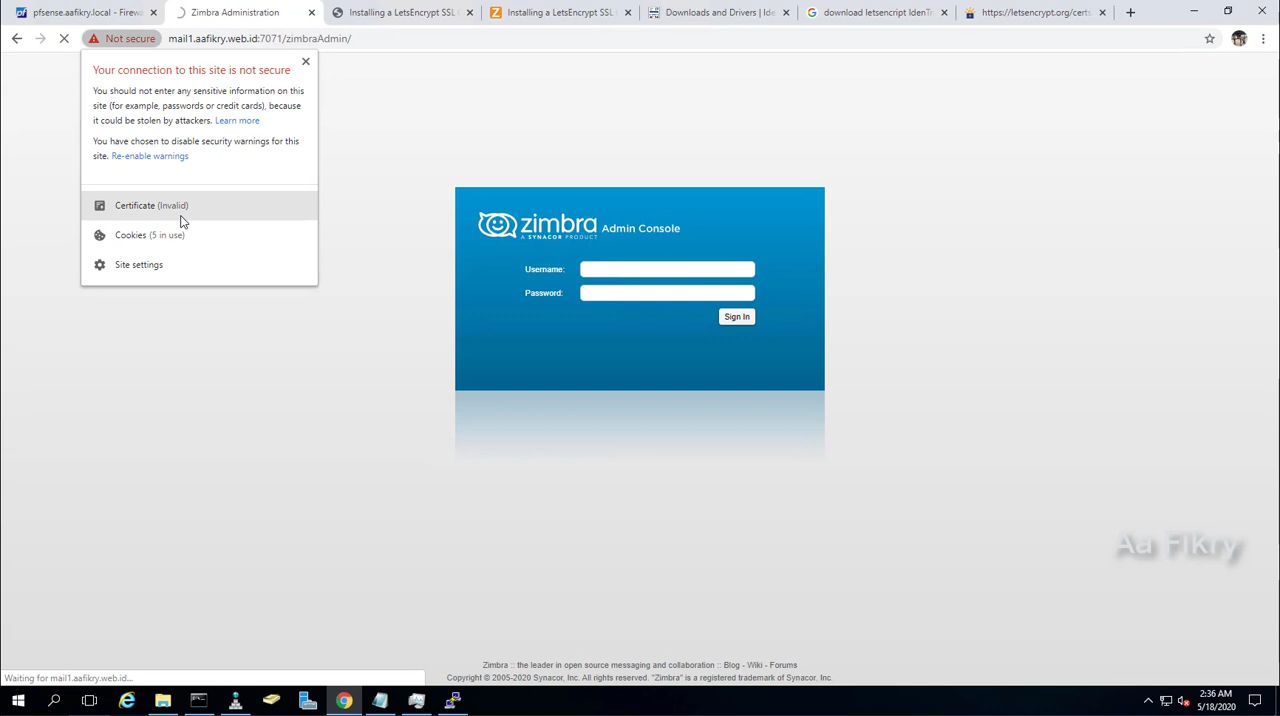 pfsense.aafikry.local - Firewa
Zimbra Administration
Installing a LetsEncrypt SSL
Installing a LetsEncrypt SSL
Downloads and Drivers | Ide
download letsencript IdenTr
https://letsencrypt.org/certs
Not secure
mail1.aafikry.web.id:7071/zimbraAdmin/
Your connection to this site is not secure
You should not enter any sensitive information on this
site (for example, passwords or credit cards), because
it could be stolen by attackers. Learn more
You have chosen to disable security warnings for this
site. Re-enable warnings
Certificate (Invalid)
Cookies (5 in use)
Site settings
zimbra Admin Console
A SYNACOR PRODUCT
Username:
Password:
Sign In
Aa Fikry
Zimbra :: the leader in open source messaging and collaboration :: Blog - Wiki - Forums
Copyright © 2005-2020 Synacor, Inc. All rights reserved. "Zimbra" is a registered trademark of Synacor, Inc.
Waiting for mail1.aafikry.web.id...
2:36 AM
5/18/2020